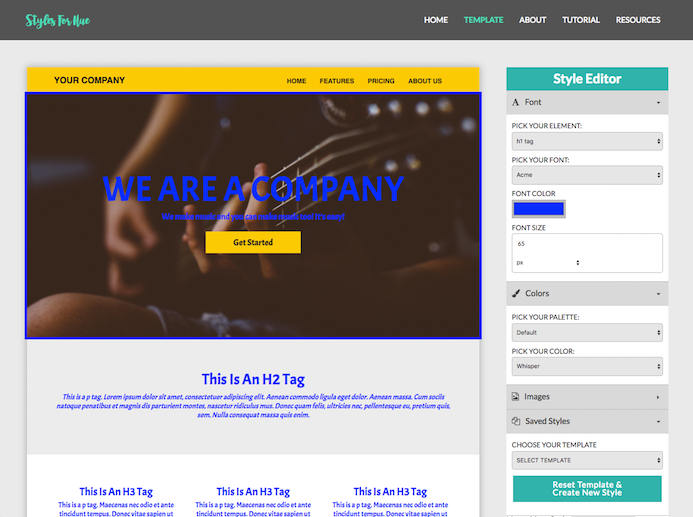 Styles For Hue
HOME TEMPLATE ABOUT TUTORIAL RESOURCES
YOUR COMPANY
HOME FEATURES PRICING ABOUT US
WE ARE A COMPANY
We make music and you can make music too! It's easy!
Get Started
This Is An H2 Tag
This is a p tag. Lorem ipsum dolor sit amet, consectetuer adipiscing elit. Aenean commodo ligula eget dolor. Aenean massa. Cum sociis
natoque penatibus et magnis dis parturient montes, nascetur ridiculus mus. Donec quam felis, ultricies nec, pellentesque eu, pretium quis,
sem. Nulla consequat massa quis enim.
This Is An H3 Tag
This is a p tag. Maecenas nec odio et ante
tincidunt tempus. Donec vitae sapien ut
This Is An H3 Tag
This is a p tag. Maecenas nec odio et ante
tincidunt tempus. Donec vitae sapien ut
This Is An H3 Tag
This is a p tag. Maecenas nec odio et ante
tincidunt tempus. Donec vitae sapien ut
Style Editor
Font
PICK YOUR ELEMENT:
h1 tag
PICK YOUR FONT:
Acme
FONT COLOR
FONT SIZE
65
px
Colors
PICK YOUR PALETTE:
Default
PICK YOUR COLOR:
Whisper
Images
Saved Styles
CHOOSE YOUR TEMPLATE
SELECT TEMPLATE
Reset Template &
Create New Style